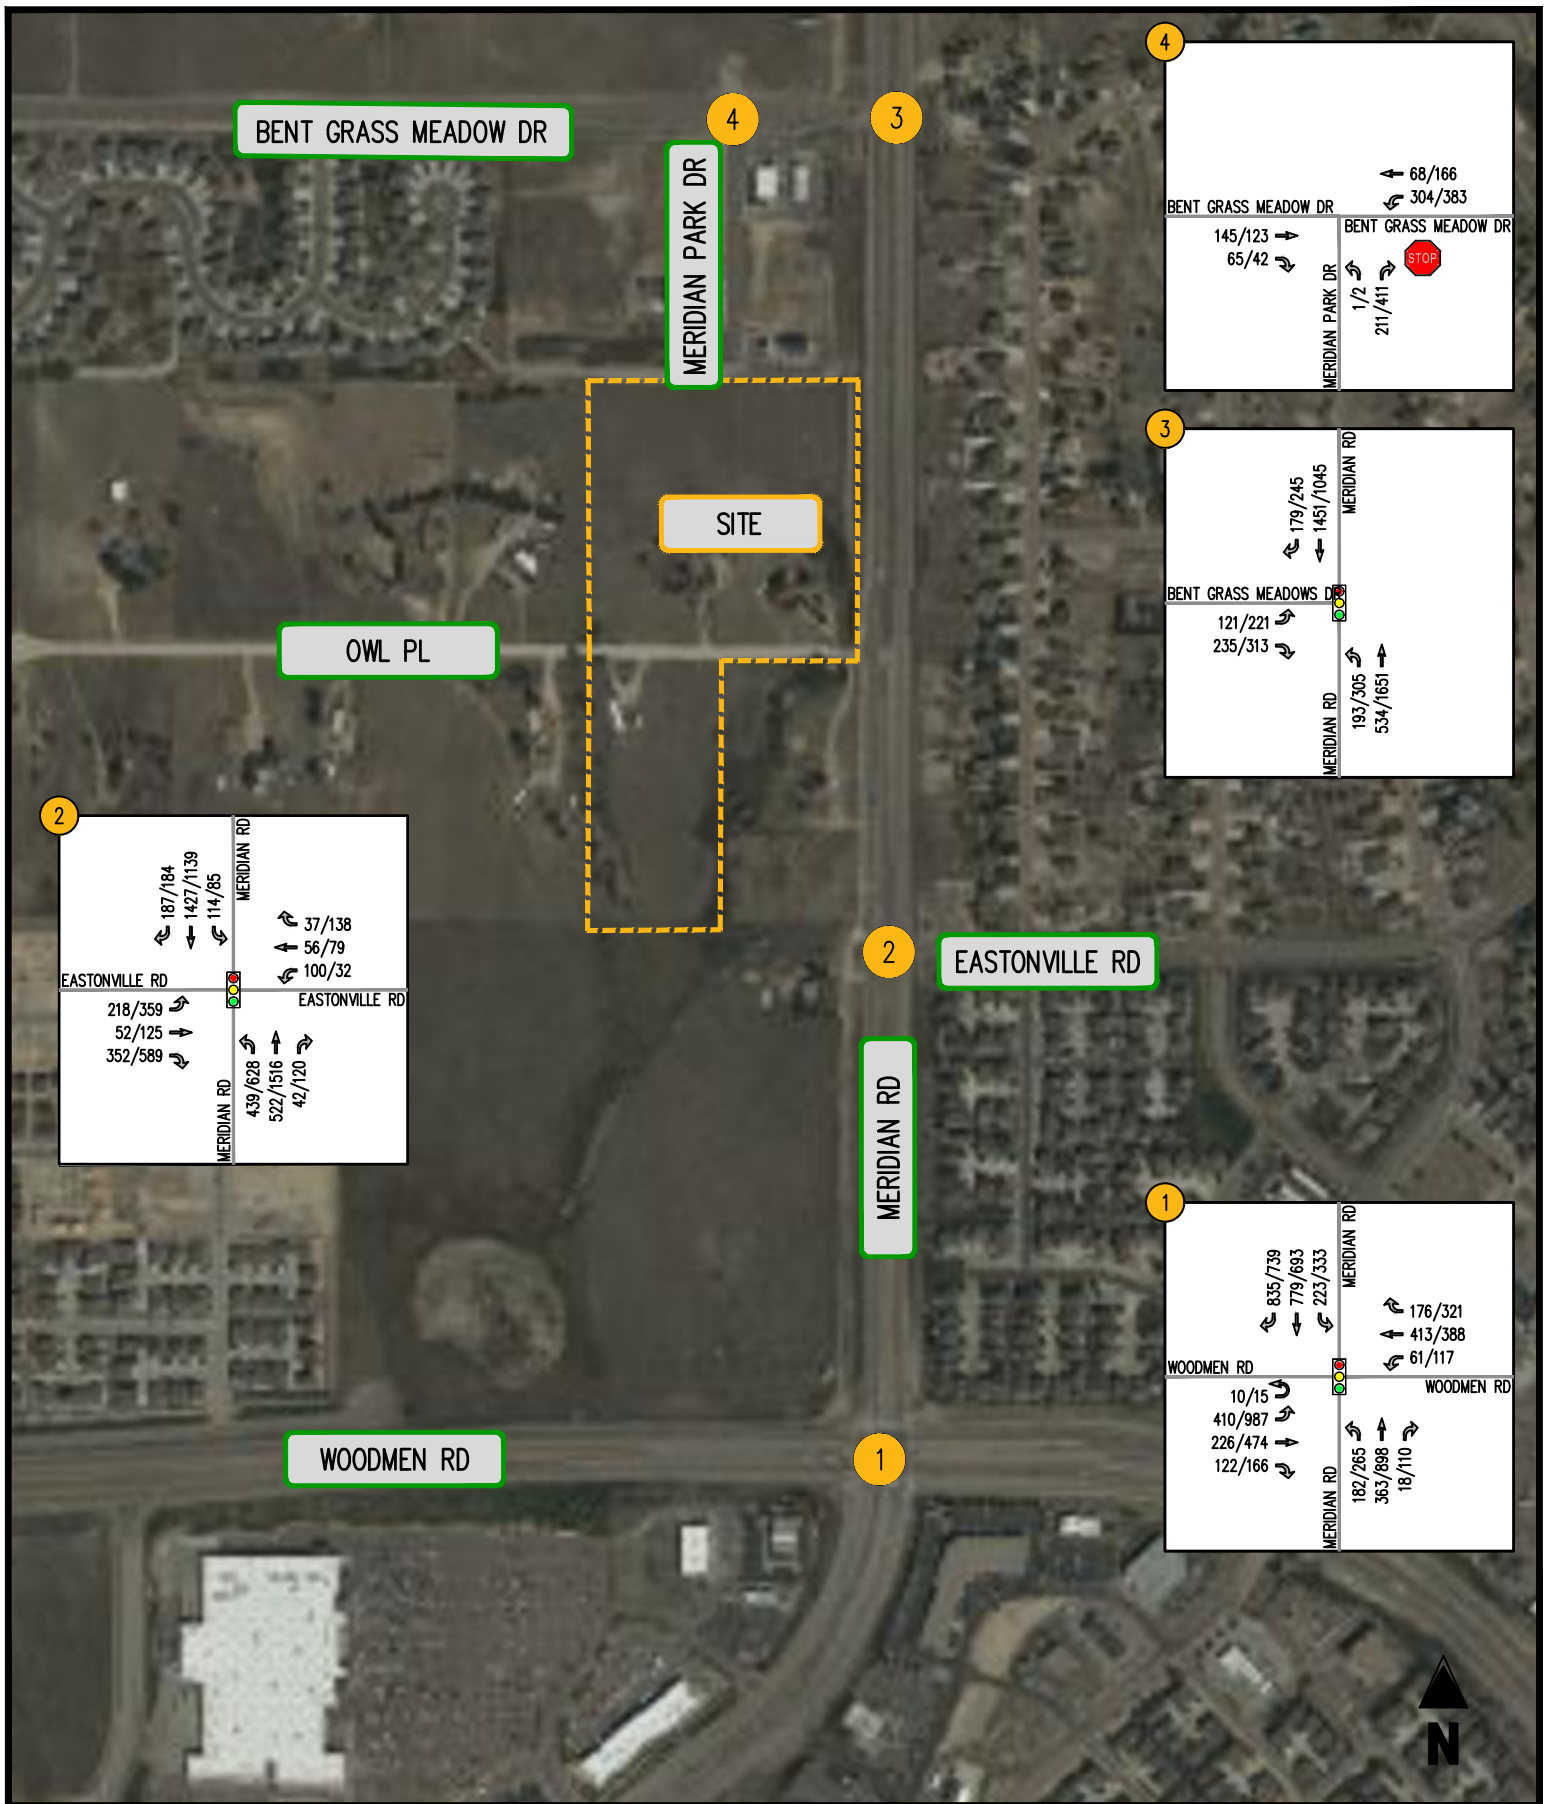 4
BENT GRASS MEADOW DR
4
3
MERIDIAN PARK DR
68/166
304/383
BENT GRASS MEADOW DR
BENT GRASS MEADOW DR
145/123
65/42
STOP
1/2
211/411
MERIDIAN PARK DR
3
179/245
1451/1045
MERIDIAN RD
BENT GRASS MEADOWS DR
121/221
235/313
193/305
534/1651
MERIDIAN RD
SITE
OWL PL
2
187/184
1427/1139
114/85
MERIDIAN RD
37/138
56/79
100/32
EASTONVILLE RD
EASTONVILLE RD
218/359
52/125
352/589
439/628
522/1516
42/120
MERIDIAN RD
2
EASTONVILLE RD
MERIDIAN RD
1
835/739
779/693
223/333
MERIDIAN RD
176/321
413/388
61/117
WOODMEN RD
WOODMEN RD
10/15
410/987
226/474
122/166
182/265
363/898
18/110
MERIDIAN RD
WOODMEN RD
1
N